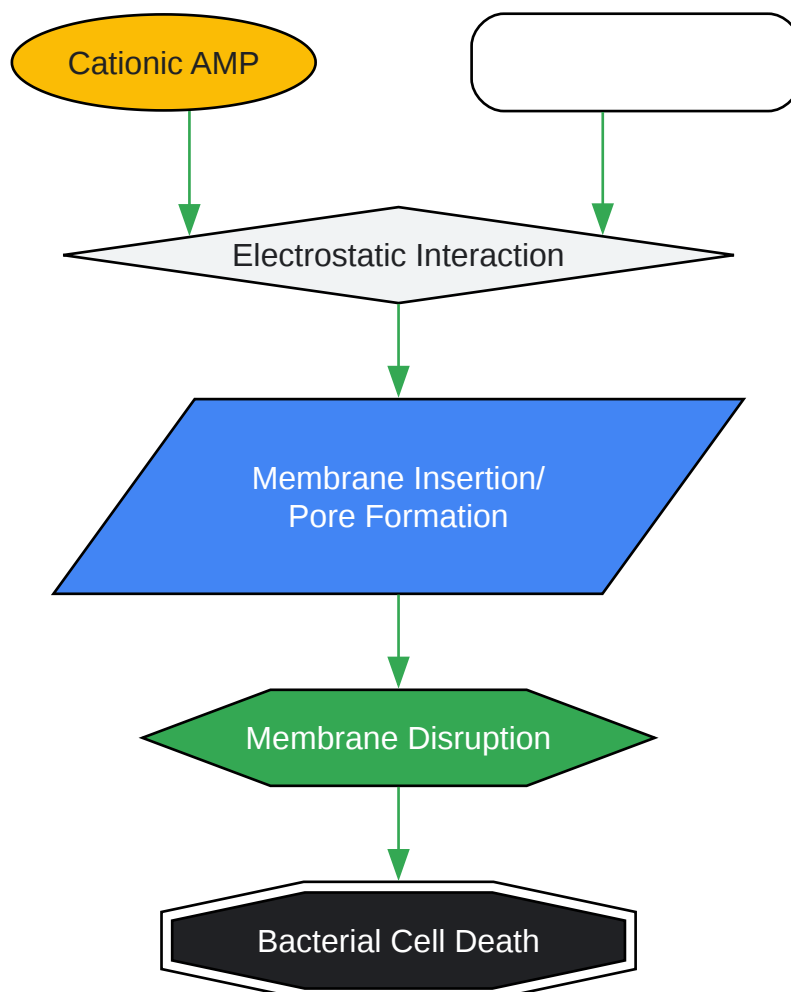 Cationic AMP
Electrostatic Interaction
Membrane Insertion/
Pore Formation
Membrane Disruption
Bacterial Cell Death